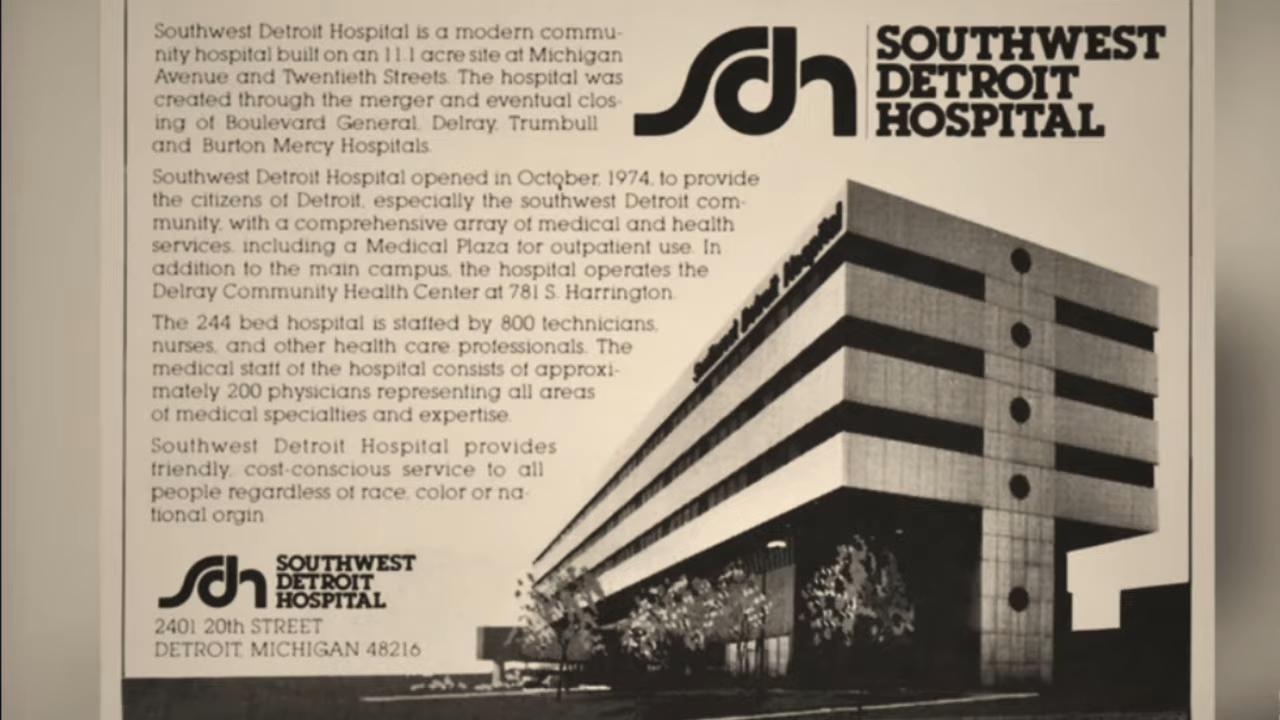 Southwest Detroit Hospital is a modern commu-
nity hospital built on an 11.1 acre site at Michigan
Avenue and Twentieth Streets. The hospital was
created through the merger and eventual clos-
ing of Boulevard General, Delray, Trumbull
and Burton Mercy Hospitals.
sdh
SOUTHWEST
DETROIT
HOSPITAL
Southwest Detroit Hospital opened in October, 1974, to provide
the citizens of Detroit, especially the southwest Detroit com-
munity, with a comprehensive array of medical and health
services, including a Medical Plaza for outpatient use. In
addition to the main campus, the hospital operates the
Delray Community Health Center at 781 S. Harrington.
The 244 bed hospital is staffed by 800 technicians,
nurses, and other health care professionals. The
medical staff of the hospital consists of approxi-
mately 200 physicians representing all areas
of medical specialties and expertise.
Southwest Detroit Hospital provides
friendly, cost-conscious service to all
people regardless of race, color or na-
tional orgin.
Southwest Detroit Hospital
sdh
SOUTHWEST
DETROIT
HOSPITAL
2401 20th STREET
DETROIT, MICHIGAN 48216